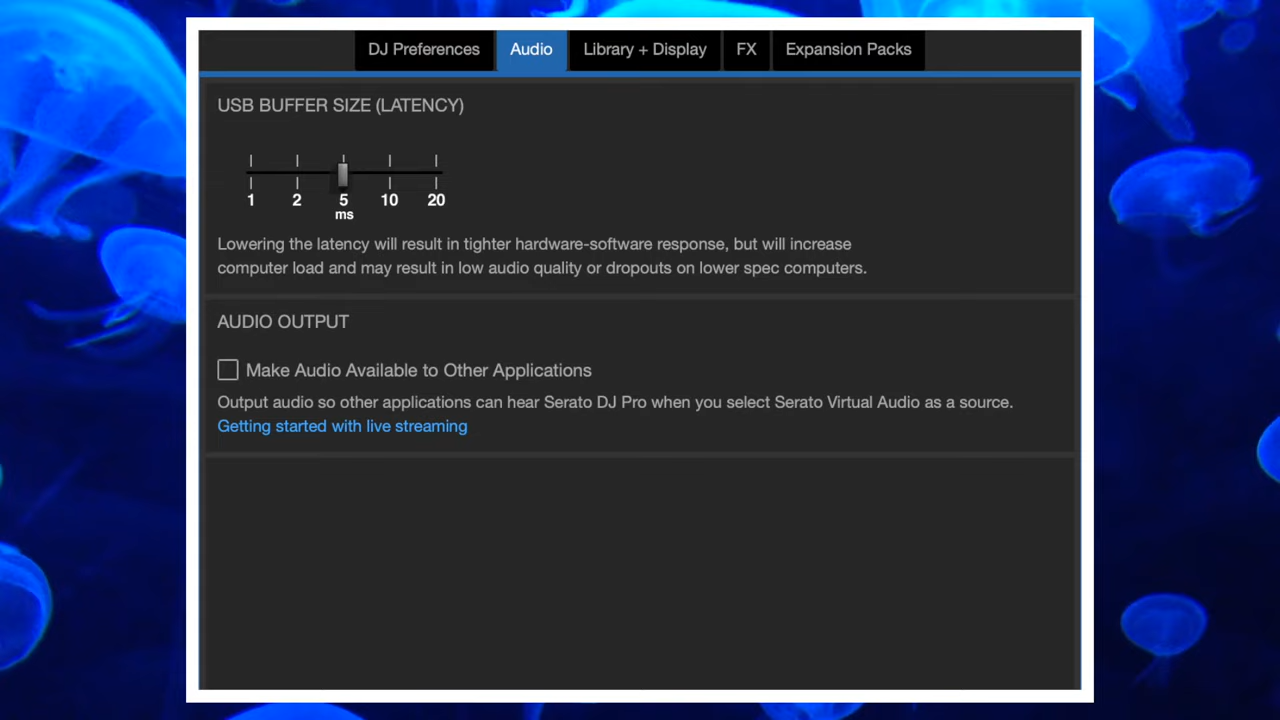 DJ Preferences Audio Library + Display FX Expansion Packs
USB BUFFER SIZE (LATENCY)
1 2 5 10 20
ms
Lowering the latency will result in tighter hardware-software response, but will increase
computer load and may result in low audio quality or dropouts on lower spec computers.
AUDIO OUTPUT
Make Audio Available to Other Applications
Output audio so other applications can hear Serato DJ Pro when you select Serato Virtual Audio as a source.
Getting started with live streaming